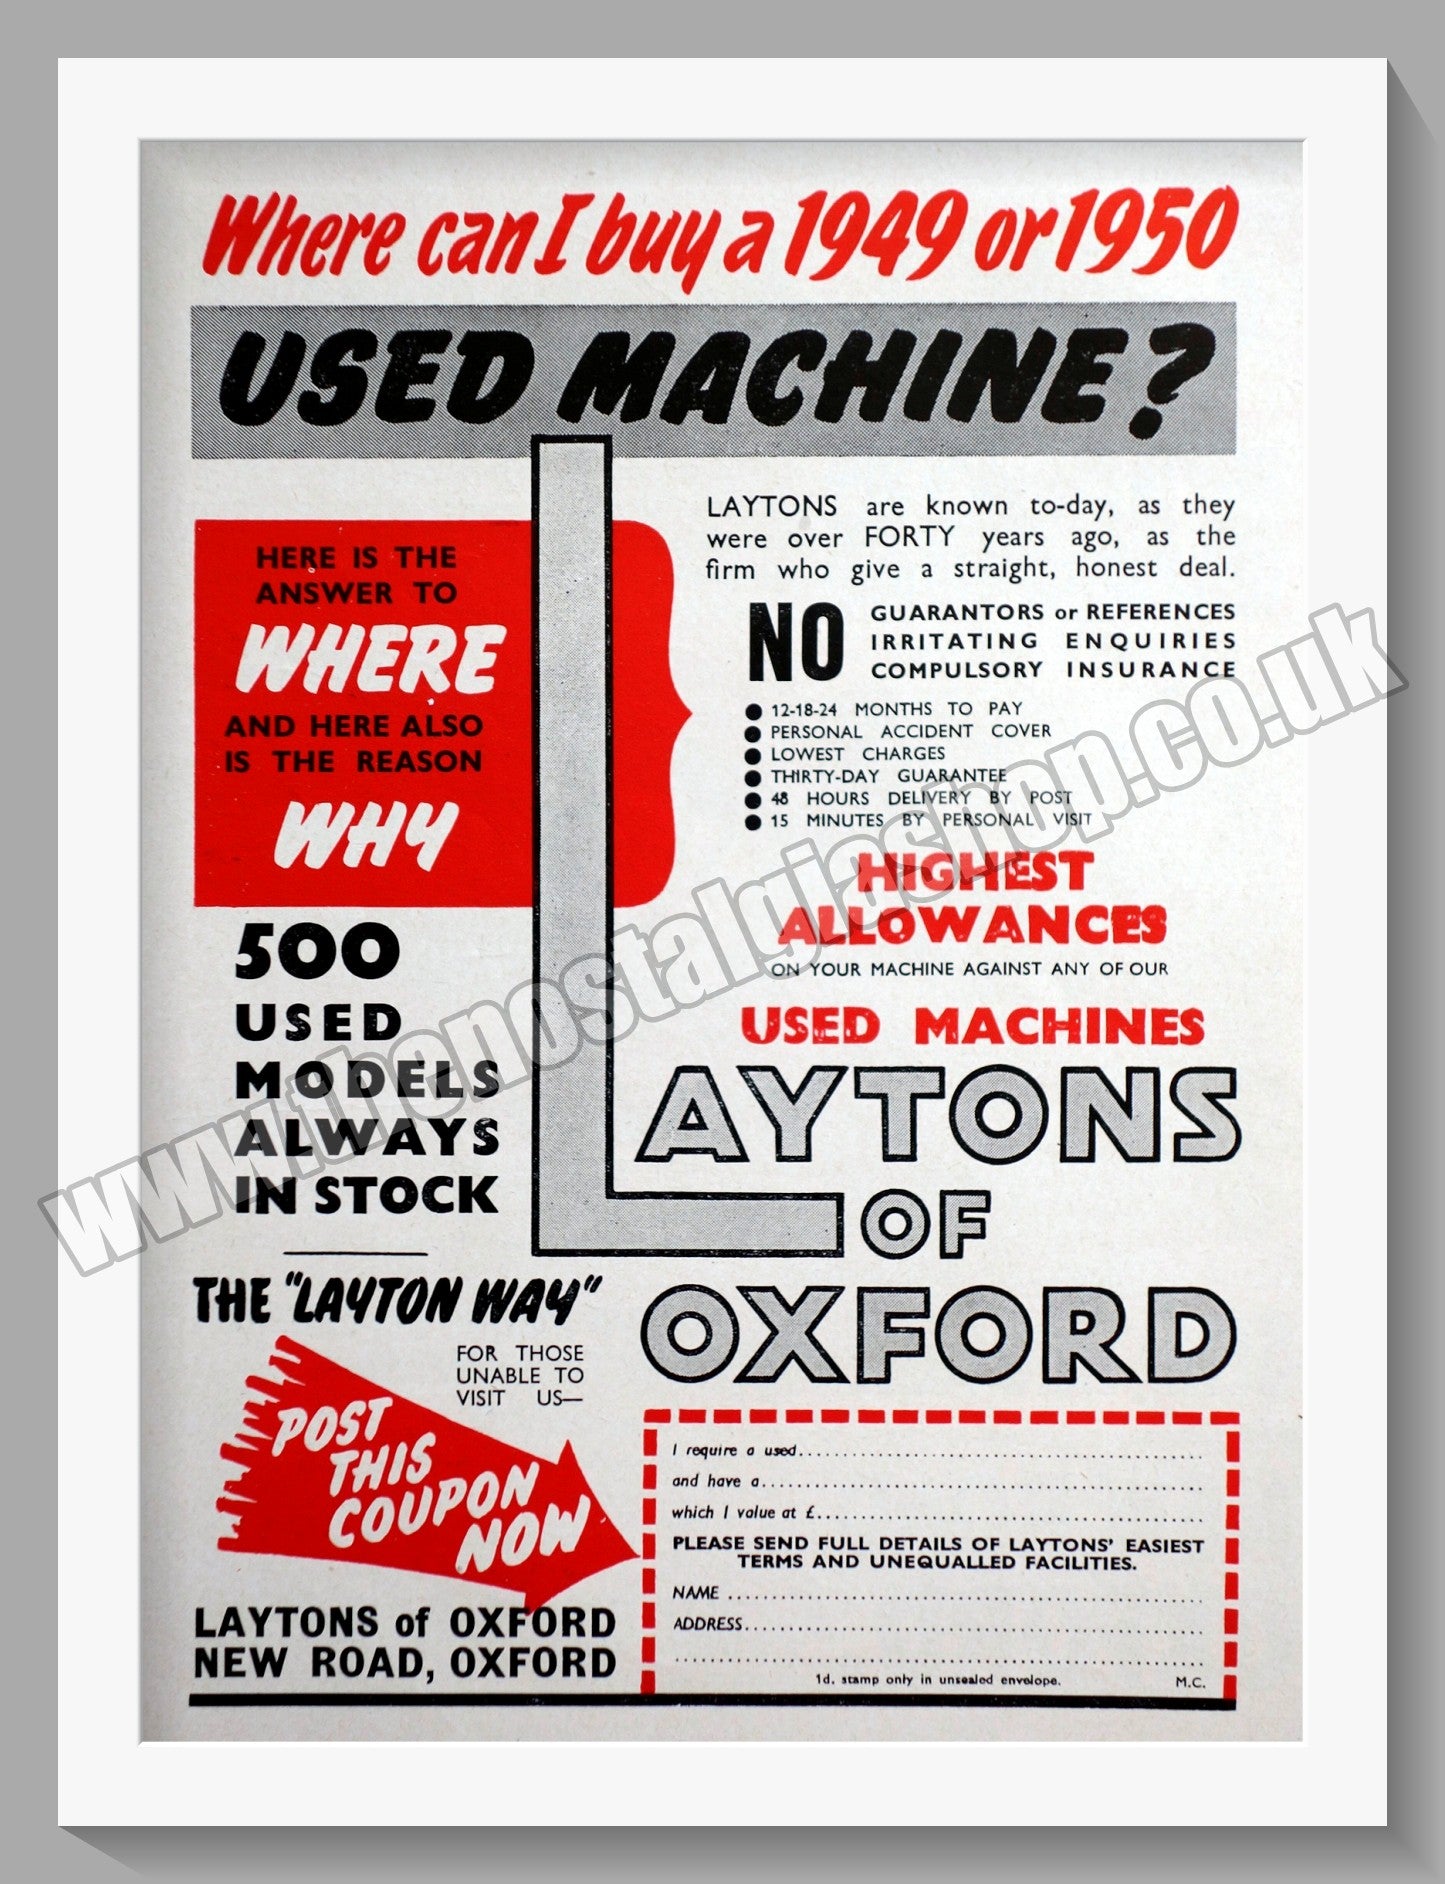 Where can I buy a 1949 or 1950
USED MACHINE?
HERE IS THE
ANSWER TO
WHERE
AND HERE ALSO
IS THE REASON
WHY
LAYTONS are known to-day, as they
were over FORTY years ago, as the
firm who give a straight, honest deal.
NO
GUARANTORS or REFERENCES
IRRITATING ENQUIRIES
COMPULSORY INSURANCE
● 12-18-24 MONTHS TO PAY
● PERSONAL ACCIDENT COVER
● LOWEST CHARGES
● THIRTY-DAY GUARANTEE
● 48 HOURS DELIVERY BY POST
● 15 MINUTES BY PERSONAL VISIT
HIGHEST
ALLOWANCES
ON YOUR MACHINE AGAINST ANY OF OUR
USED MACHINES
500
USED
MODELS
ALWAYS
IN STOCK
LAYTONS
OF
OXFORD
THE "LAYTON WAY"
FOR THOSE
UNABLE TO
VISIT US—
POST
THIS
COUPON
NOW
LAYTONS of OXFORD
NEW ROAD, OXFORD
I require a used
and have a
which I value at £
PLEASE SEND FULL DETAILS OF LAYTONS' EASIEST
TERMS AND UNEQUALLED FACILITIES.
NAME
ADDRESS
1d. stamp only in unsealed envelope. M.C.
www.thenostalgiashop.co.uk